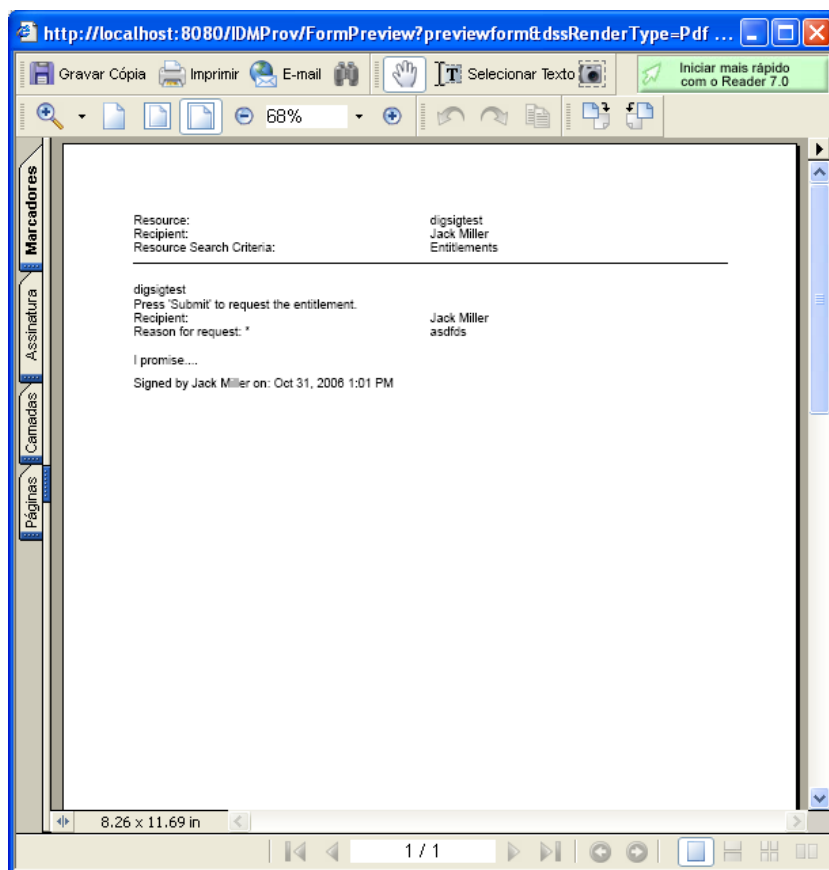 http://localhost:8080/IDMProv/FormPreview?previewform&dssRenderType=Pdf ...
Gravar Cópia Imprimir E-mail Selecionar Texto Iniciar mais rápido
com o Reader 7.0
68%
Marcadores
Assinatura
Camadas
Páginas
Resource: digsigtest
Recipient: Jack Miller
Resource Search Criteria: Entitlements
digsigtest
Press 'Submit' to request the entitlement.
Recipient: Jack Miller
Reason for request: * asdfds
I promise....
Signed by Jack Miller on: Oct 31, 2006 1:01 PM
8.26 x 11.69 in
1 / 1